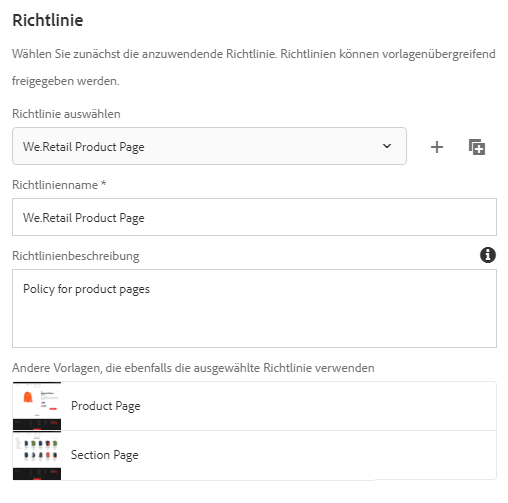 Richtlinie
Wählen Sie zunächst die anzuwendende Richtlinie. Richtlinien können vorlagenübergreifend
freigegeben werden.
Richtlinie auswählen
We.Retail Product Page
Richtlinienname *
We.Retail Product Page
Richtlinienbeschreibung
Policy for product pages
Andere Vorlagen, die ebenfalls die ausgewählte Richtlinie verwenden
Product Page
Section Page